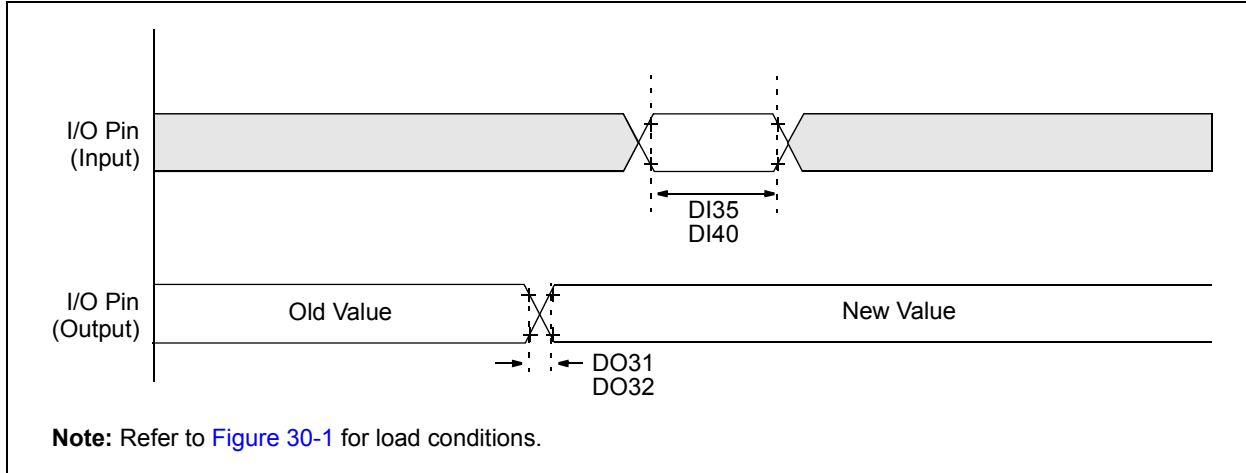 I/O Pin
(Input)
DI35
DI40
I/O Pin
(Output)
Old Value
New Value
DO31
DO32
Note: Refer to Figure 30-1 for load conditions.